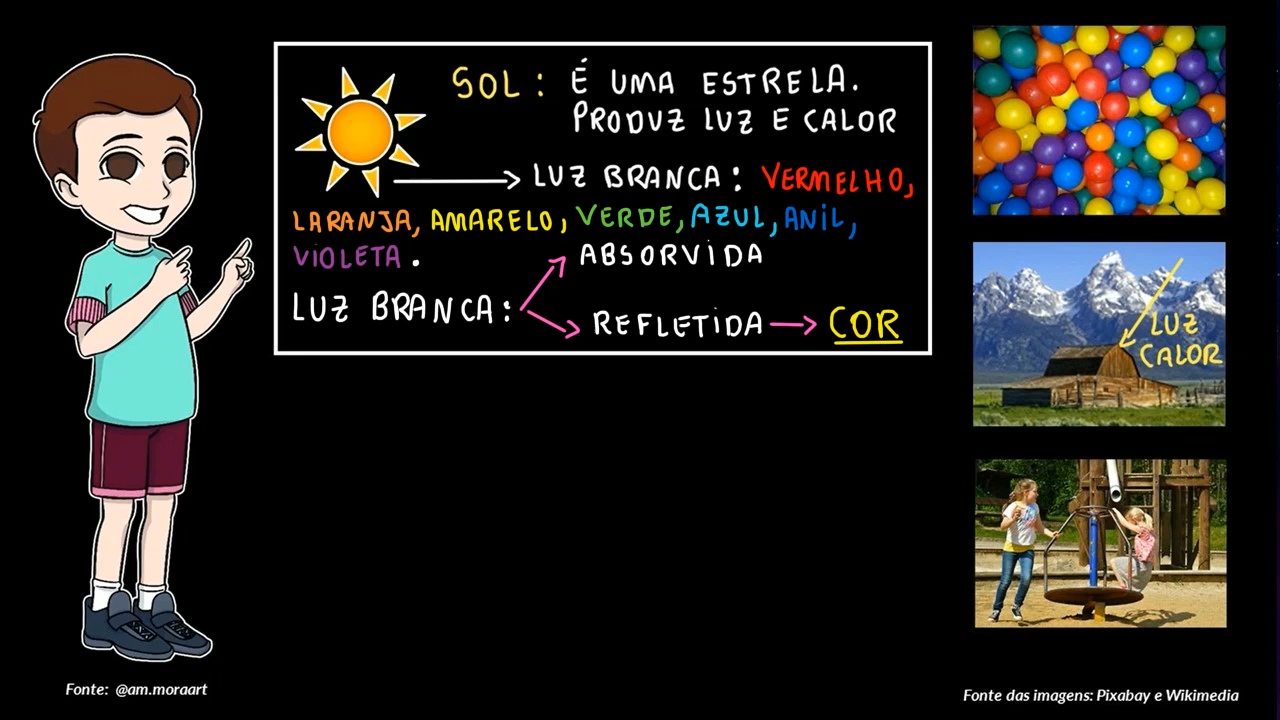 SOL: É UMA ESTRELA.
PRODUZ LUZ E CALOR
LUZ BRANCA: VERMELHO,
LARANJA, AMARELO, VERDE, AZUL, ANIL,
VIOLETA.
ABSORVIDA
LUZ BRANCA:
REFLETIDA
COR
LUZ
CALOR
Fonte: @am.moraart
Fonte das imagens: Pixabay e Wikimedia